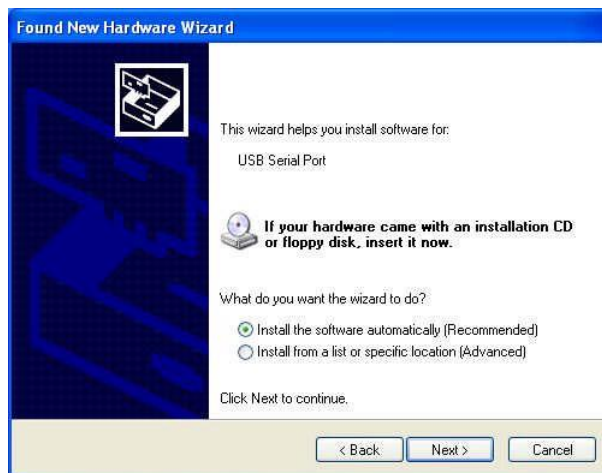 Found New Hardware Wizard
This wizard helps you install software for:
USB Serial Port
If your hardware came with an installation CD
or floppy disk, insert it now.
What do you want the wizard to do?
Install the software automatically (Recommended)
Install from a list or specific location (Advanced)
Click Next to continue.
< Back Next > Cancel